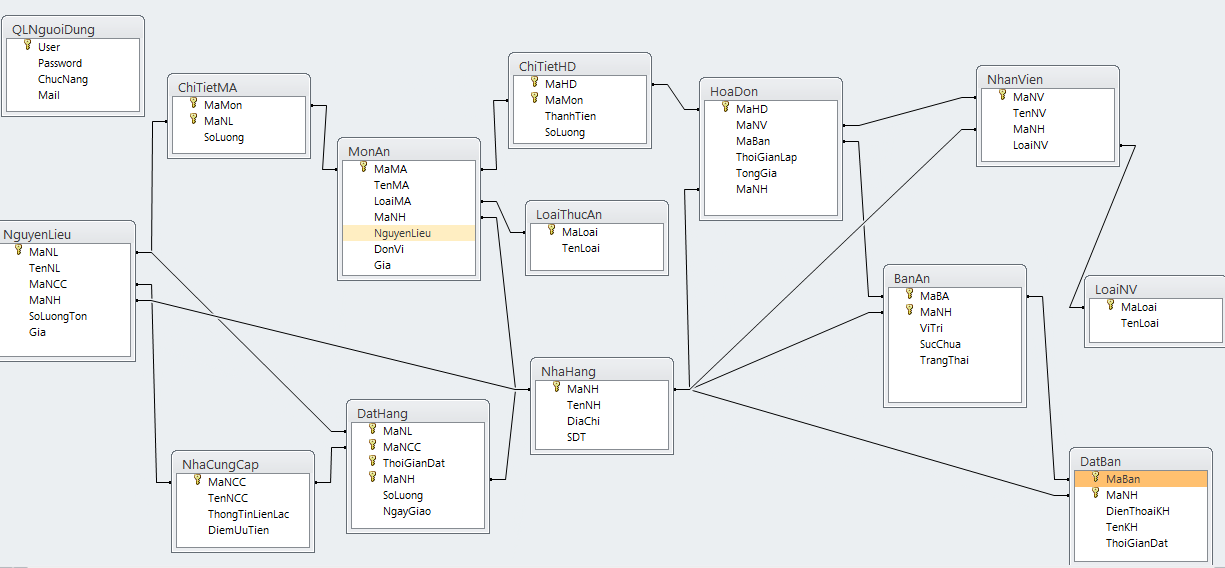 QLNguoiDung
User
Password
ChucNang
Mail
ChiTietMA
MaMon
MaNL
SoLuong
ChiTietHD
MaHD
MaMon
ThanhTien
SoLuong
HoaDon
MaHD
MaNV
MaBan
ThoiGianLap
TongGia
MaNH
NhanVien
MaNV
TenNV
MaNH
LoaiNV
MonAn
MaMA
TenMA
LoaiMA
MaNH
NguyenLieu
DonVi
Gia
LoaiThucAn
MaLoai
TenLoai
NguyenLieu
MaNL
TenNL
MaNCC
MaNH
SoLuongTon
Gia
BanAn
MaBA
MaNH
ViTri
SucChua
TrangThai
LoaiNV
MaLoai
TenLoai
NhaHang
MaNH
TenNH
DiaChi
SDT
DatHang
MaNL
MaNCC
ThoiGianDat
MaNH
SoLuong
NgayGiao
NhaCungCap
MaNCC
TenNCC
ThongTinLienLac
DiemUuTien
DatBan
MaBan
MaNH
DienThoaiKH
TenKH
ThoiGianDat